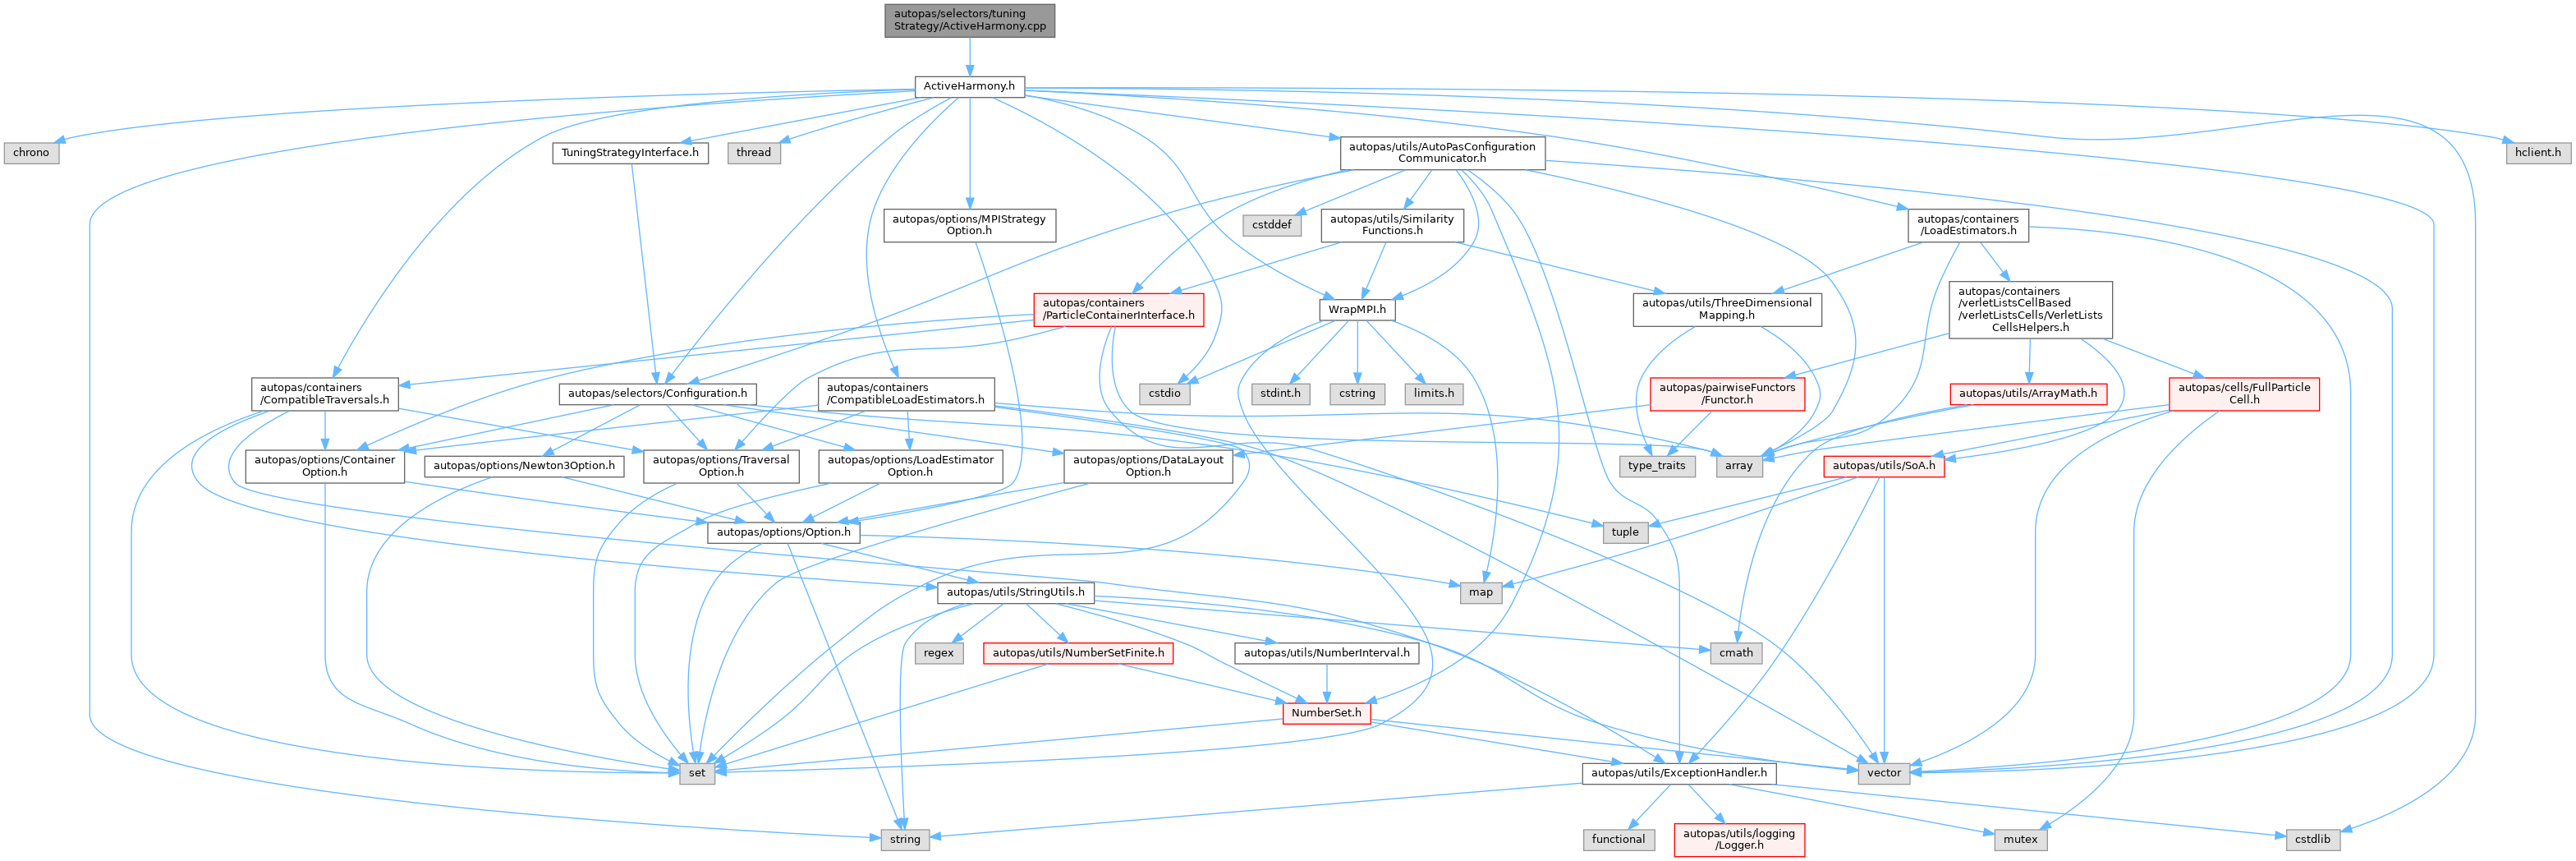 autopas/selectors/tuning
Strategy/ActiveHarmony.cpp
ActiveHarmony.h
chrono
TuningStrategyInterface.h
thread
autopas/utils/AutoPasConfiguration
Communicator.h
hclient.h
autopas/options/MPIStrategy
Option.h
cstddef
autopas/utils/Similarity
Functions.h
autopas/containers
/LoadEstimators.h
autopas/containers
/ParticleContainerInterface.h
WrapMPI.h
autopas/utils/ThreeDimensional
Mapping.h
autopas/containers
/verletListsCellBased
/verletListsCells/VerletLists
CellsHelpers.h
autopas/containers
/CompatibleTraversals.h
autopas/selectors/Configuration.h
autopas/containers
/CompatibleLoadEstimators.h
cstdio
stdint.h
cstring
limits.h
autopas/pairwiseFunctors
/Functor.h
autopas/utils/ArrayMath.h
autopas/cells/FullParticle
Cell.h
autopas/options/Container
Option.h
autopas/options/Newton3Option.h
autopas/options/Traversal
Option.h
autopas/options/LoadEstimator
Option.h
autopas/options/DataLayout
Option.h
type_traits
array
autopas/utils/SoA.h
autopas/options/Option.h
tuple
autopas/utils/StringUtils.h
map
regex
autopas/utils/NumberSetFinite.h
autopas/utils/NumberInterval.h
cmath
NumberSet.h
set
autopas/utils/ExceptionHandler.h
vector
string
functional
autopas/utils/logging
/Logger.h
mutex
cstdlib